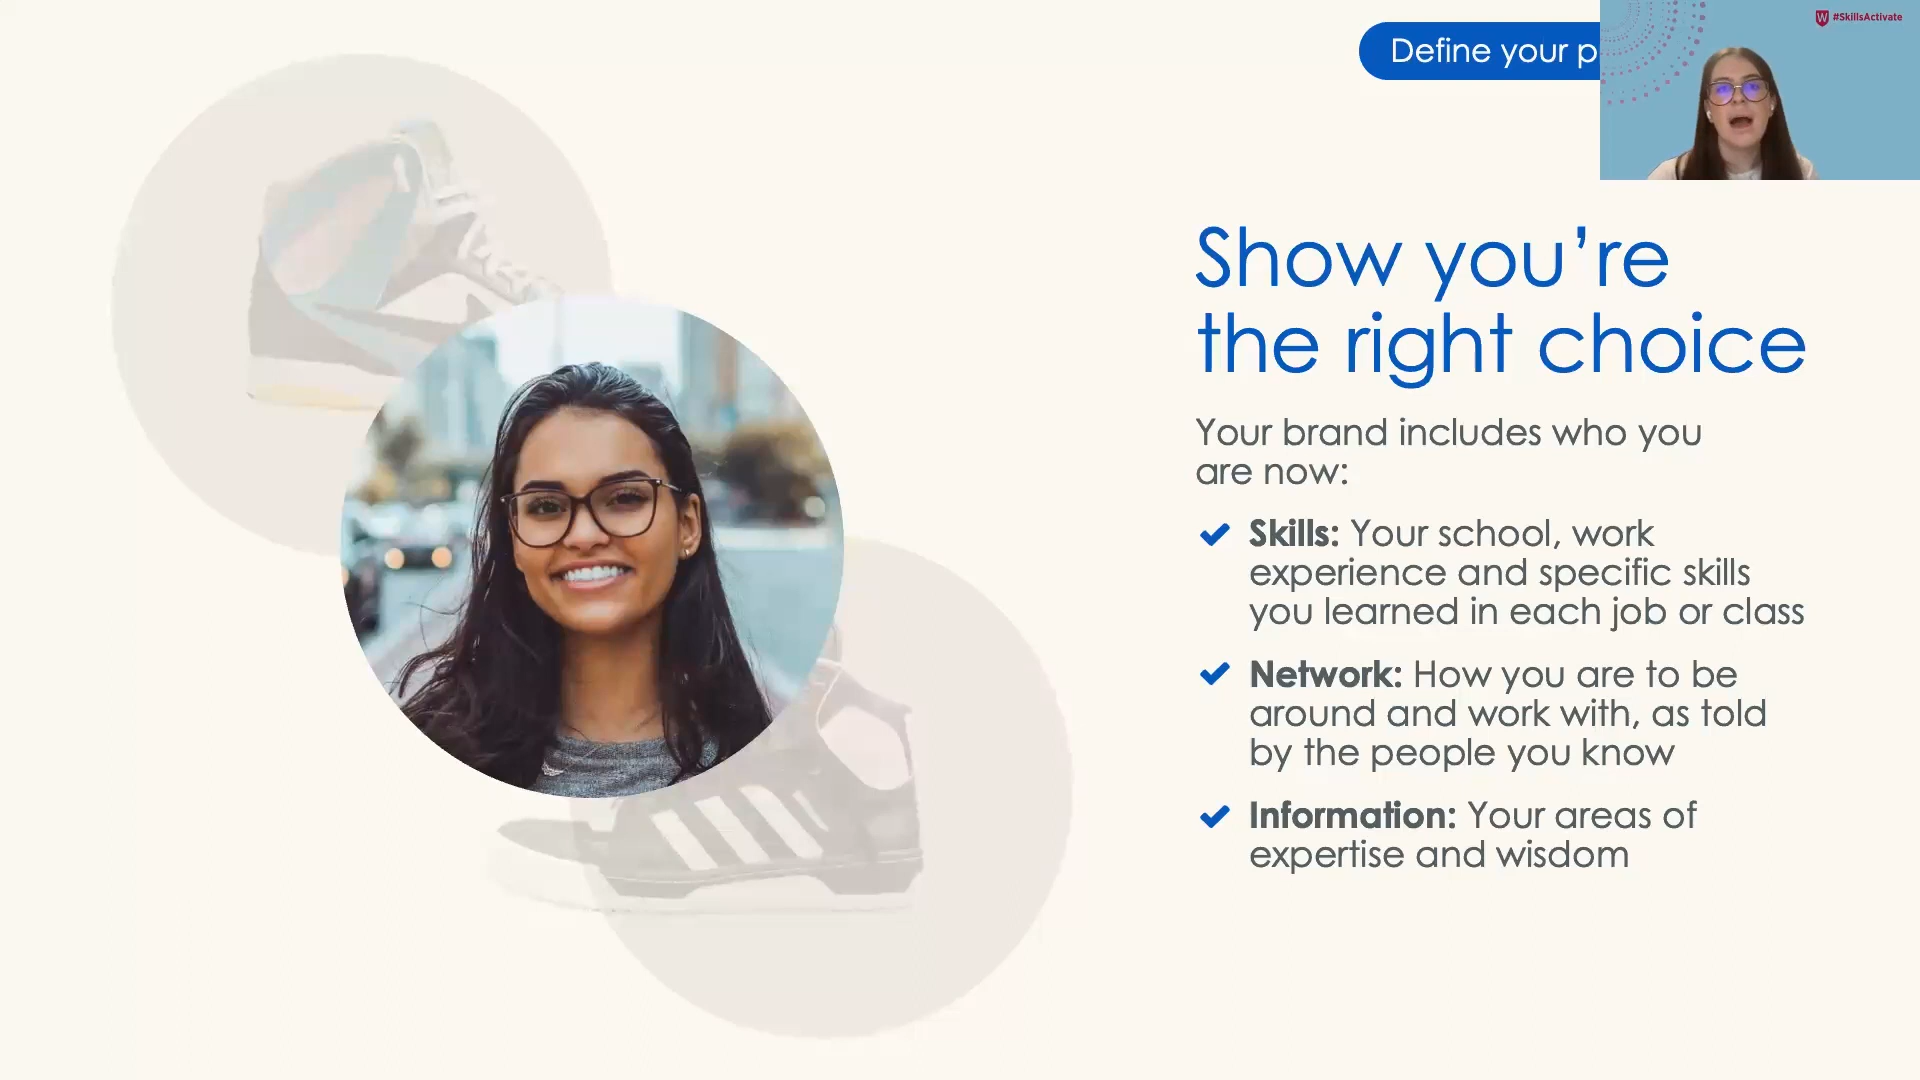 Define your p
#SkillsActivate
Show you’re
the right choice
Your brand includes who you
are now:
Skills: Your school, work
experience and specific skills
you learned in each job or class
Network: How you are to be
around and work with, as told
by the people you know
Information: Your areas of
expertise and wisdom